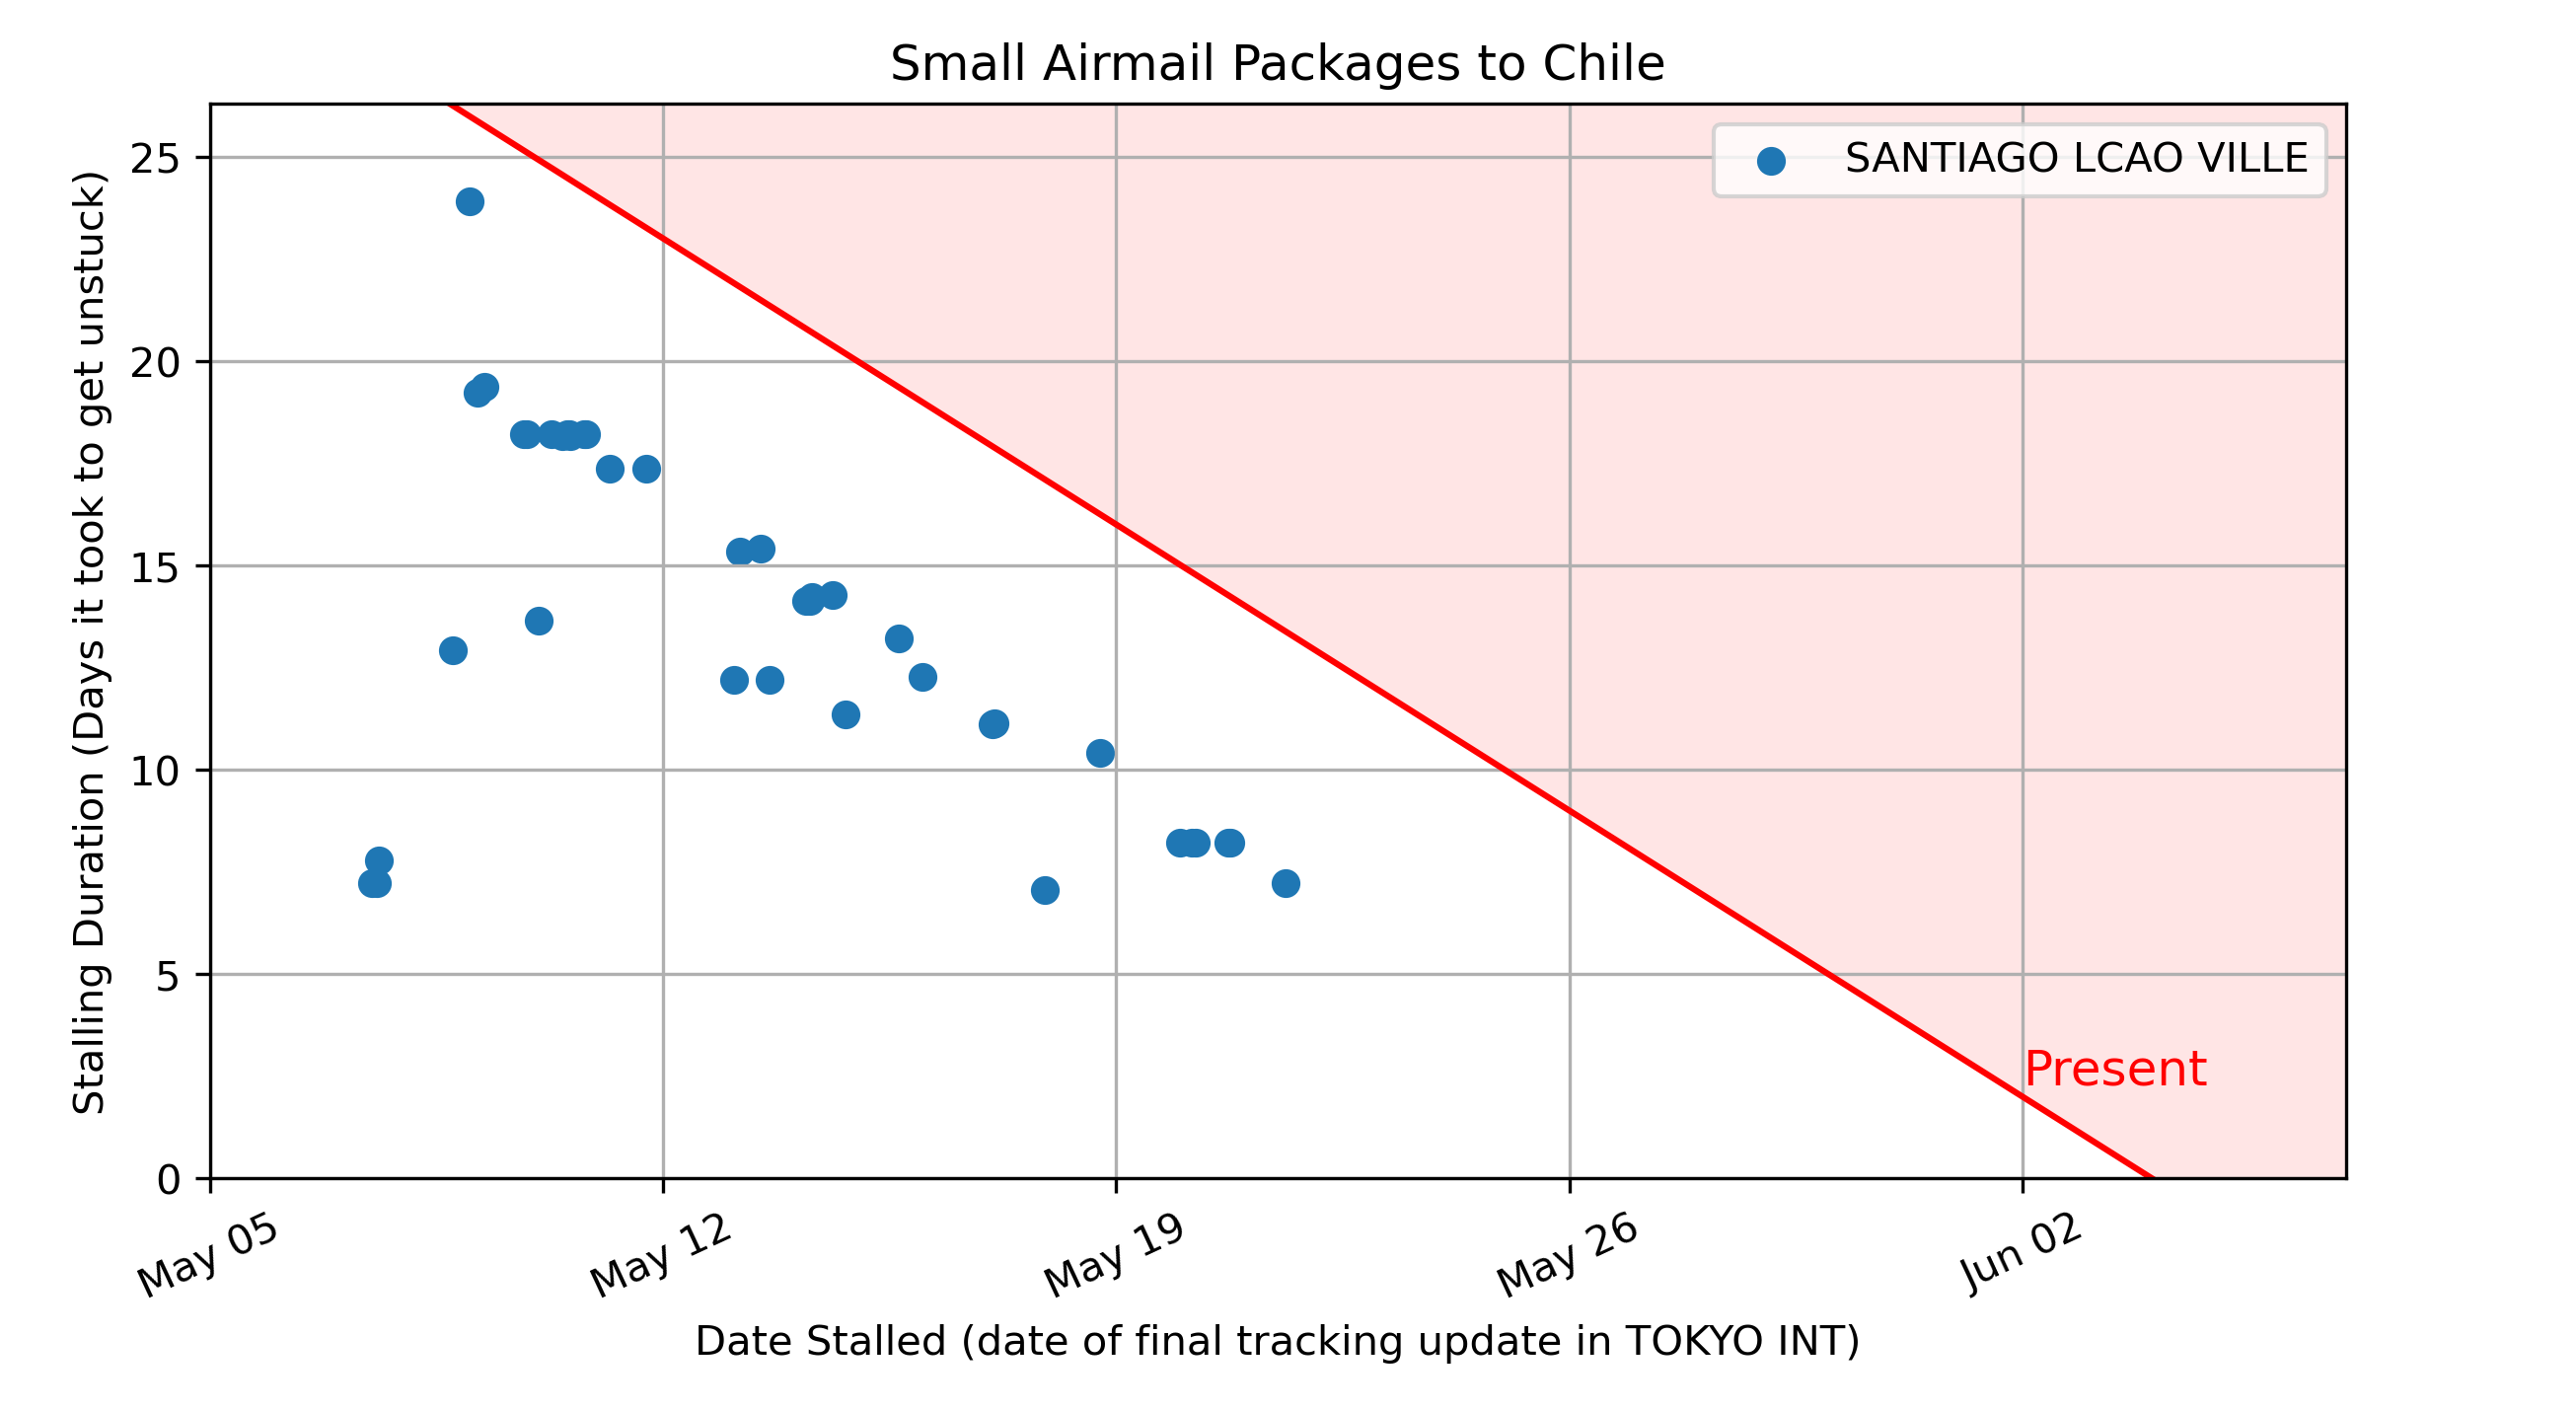 Small Airmail Packages to Chile
SANTIAGO LCAO VILLE
Stalling Duration (Days it took to get unstuck)
25
20
15
10
5
0
Present
May 05
May 12
May 19
May 26
Jun 02
Date Stalled (date of final tracking update in TOKYO INT)